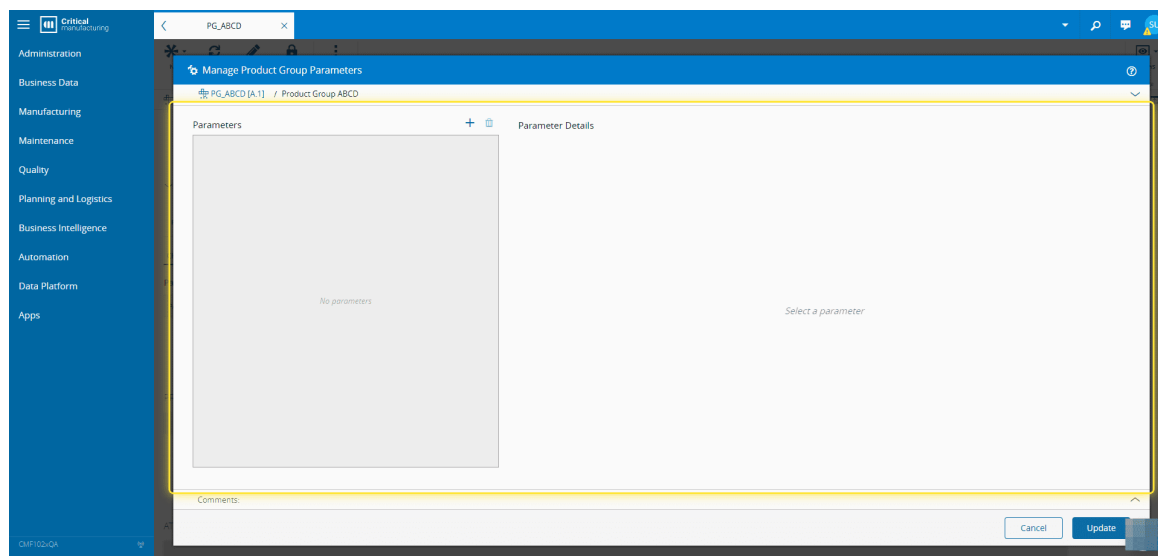 Critical
manufacturing
PG_ABCD
SU
Administration
Business Data
Manufacturing
Maintenance
Quality
Planning and Logistics
Business Intelligence
Automation
Data Platform
Apps
CMF102xQA
Manage Product Group Parameters
PG_ABCD [A.1] / Product Group ABCD
Parameters
Parameter Details
No parameters
Select a parameter
Comments:
Cancel
Update